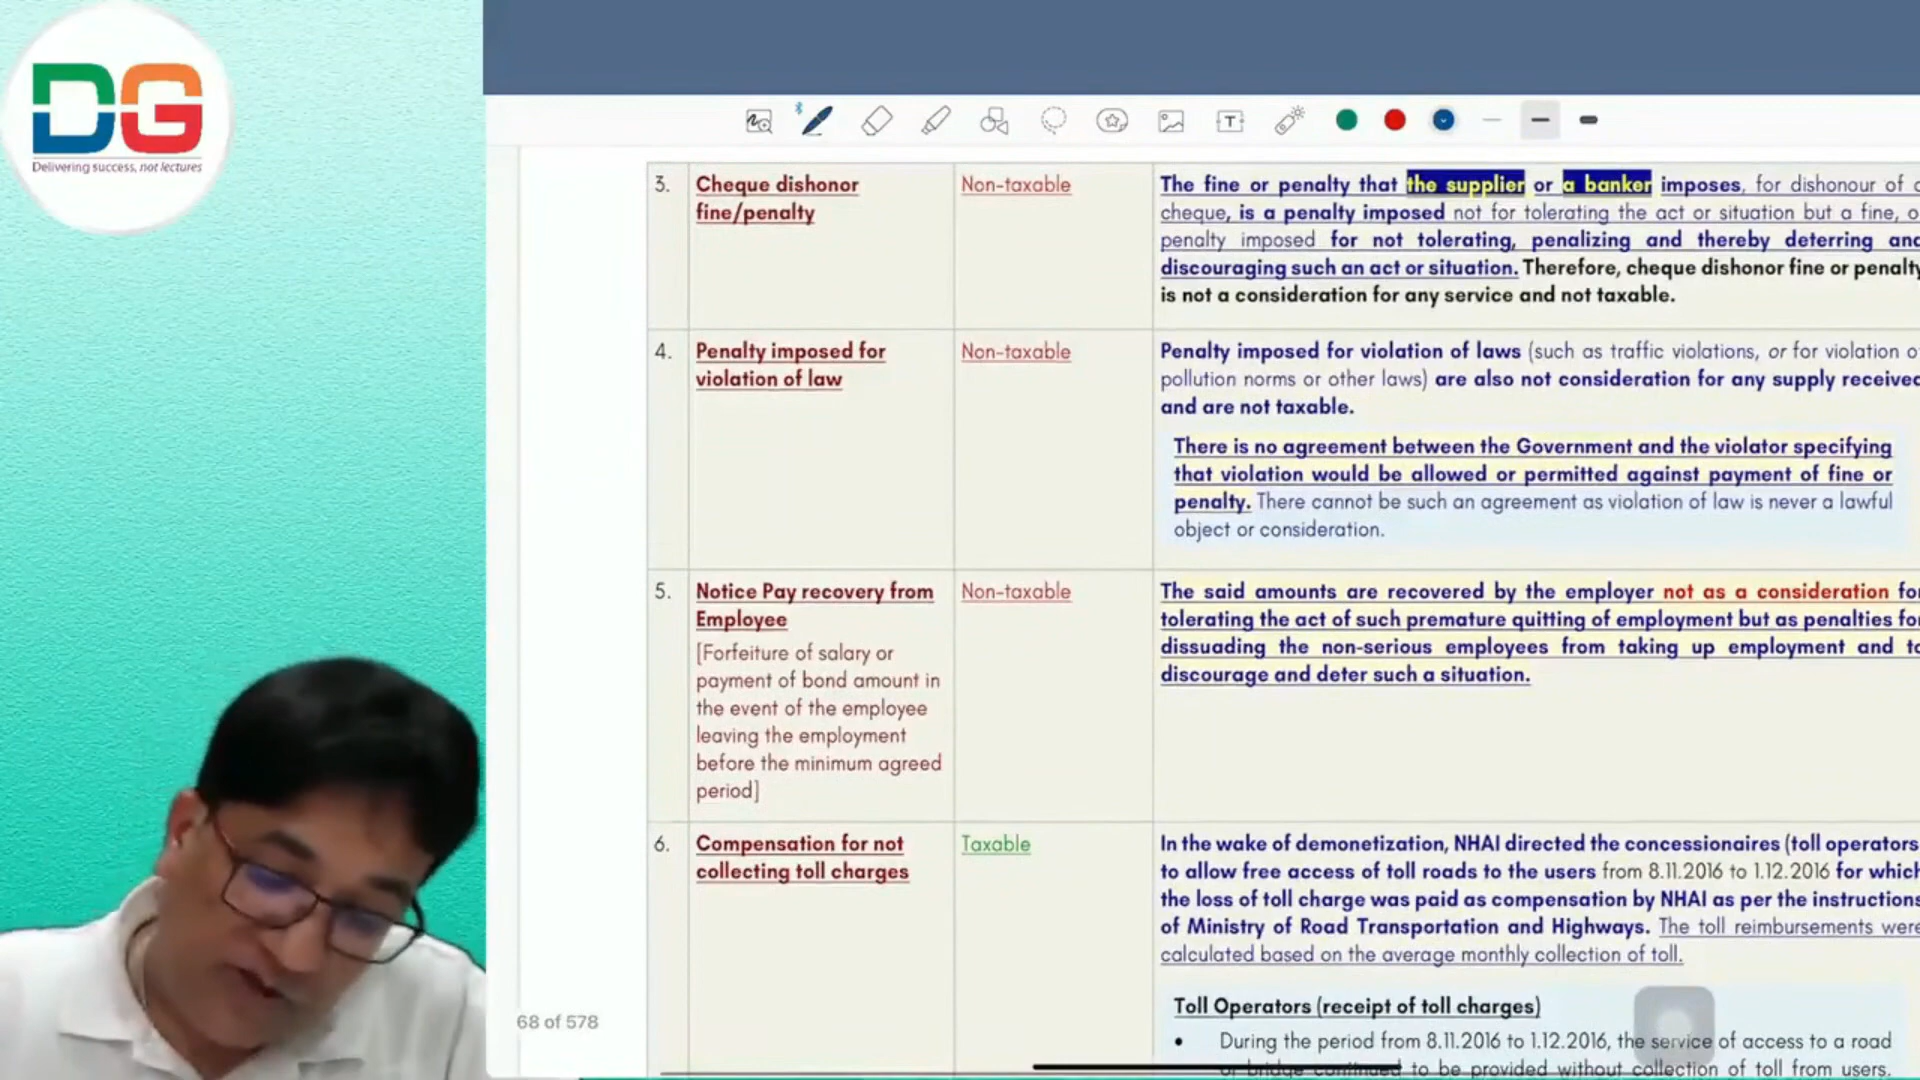 DG
Delivering success, not lectures
T
3.
Cheque dishonor
fine/penalty
Non-taxable
The fine or penalty that the supplier or a banker imposes, for dishonour of
cheque, is a penalty imposed not for tolerating the act or situation but a fine,
penalty imposed for not tolerating, penalizing and thereby deterring and
discouraging such an act or situation. Therefore, cheque dishonor fine or penalty
is not a consideration for any service and not taxable.
4.
Penalty imposed for
violation of law
Non-taxable
Penalty imposed for violation of laws (such as traffic violations, or for violation
pollution norms or other laws) are also not consideration for any supply received
and are not taxable.
There is no agreement between the Government and the violator specifying
that violation would be allowed or permitted against payment of fine or
penalty. There cannot be such an agreement as violation of law is never a lawful
object or consideration.
5.
Notice Pay recovery from
Employee
[Forfeiture of salary or
payment of bond amount in
the event of the employee
leaving the employment
before the minimum agreed
period]
Non-taxable
The said amounts are recovered by the employer not as a consideration for
tolerating the act of such premature quitting of employment but as penalties for
dissuading the non-serious employees from taking up employment and to
discourage and deter such a situation.
6.
Compensation for not
collecting toll charges
Taxable
In the wake of demonetization, NHAI directed the concessionaires (toll operators
to allow free access of toll roads to the users from 8.11.2016 to 1.12.2016 for which
the loss of toll charge was paid as compensation by NHAI as per the instructions
of Ministry of Road Transportation and Highways. The toll reimbursements were
calculated based on the average monthly collection of toll.
Toll Operators (receipt of toll charges)
• During the period from 8.11.2016 to 1.12.2016, the service of access to a road
or bridge continued to be provided without collection of toll from users.
68 of 578